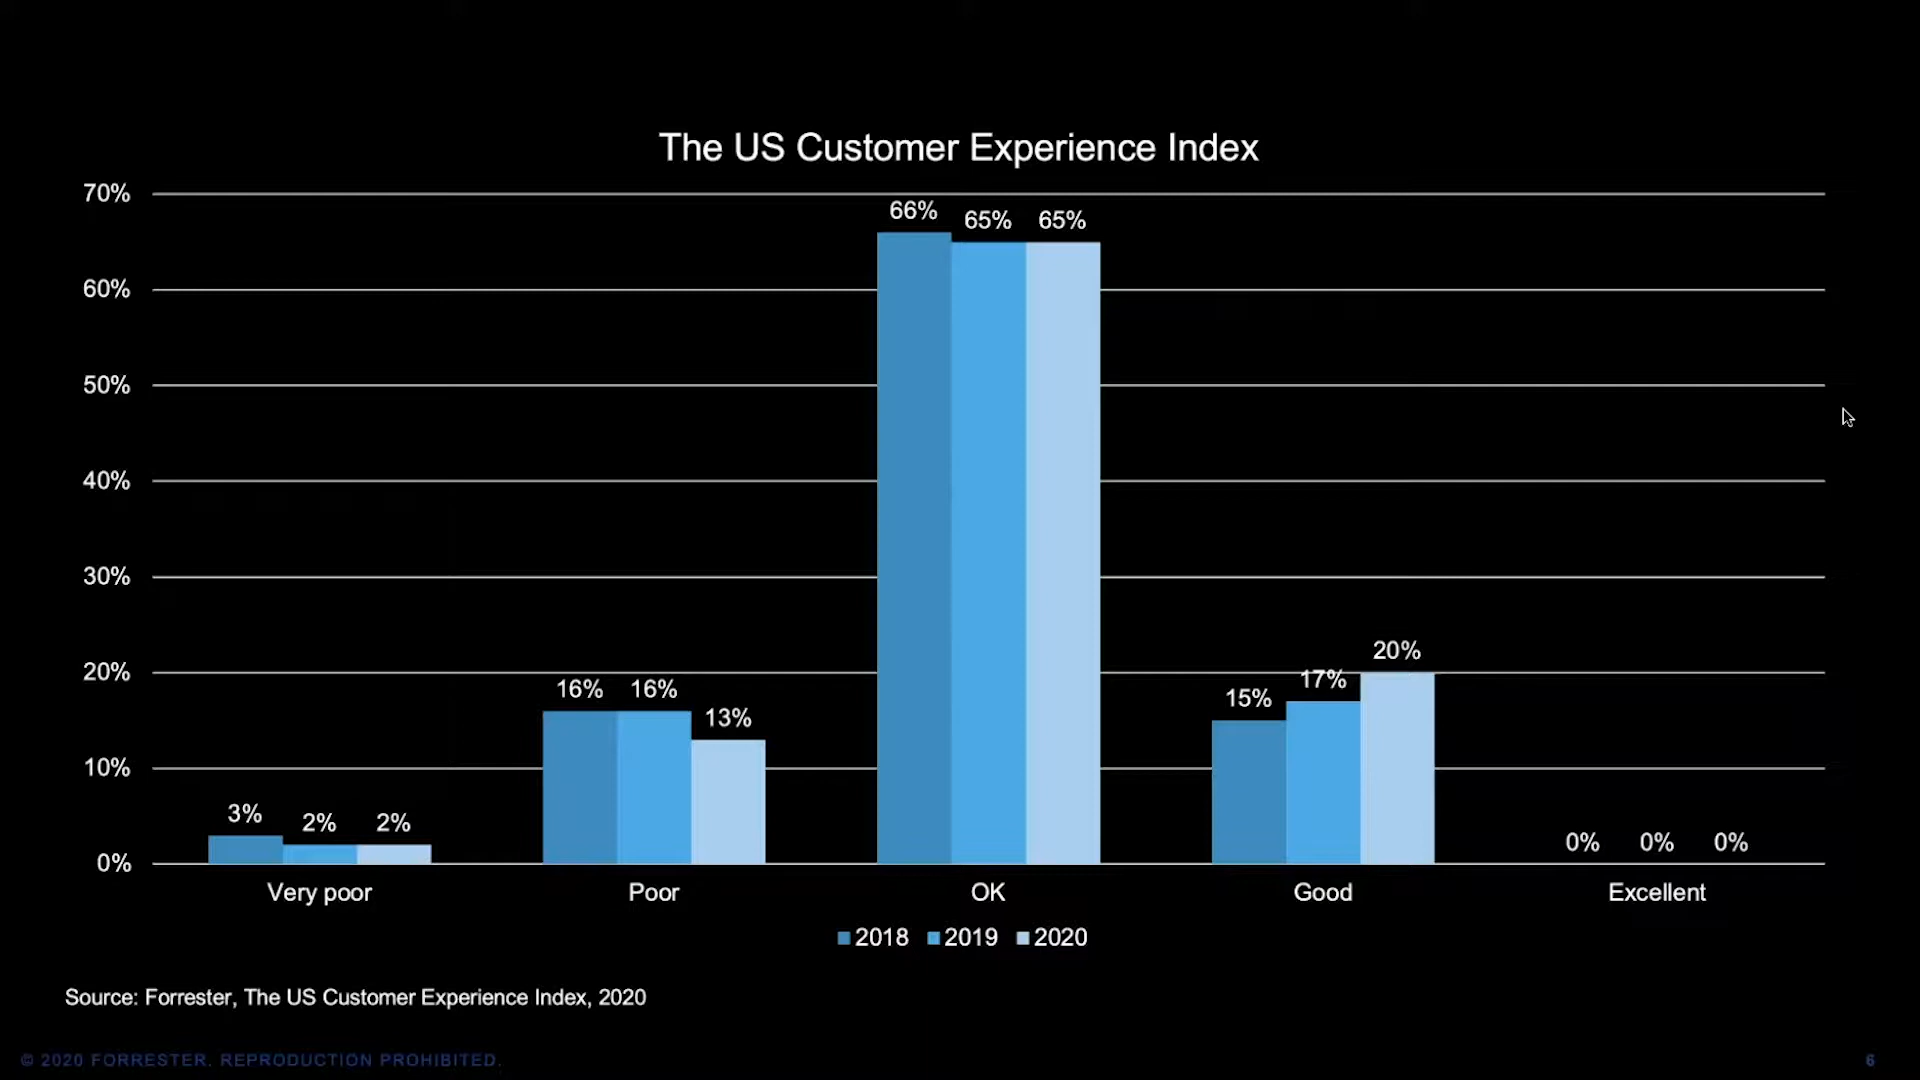 The US Customer Experience Index
70%
60%
50%
40%
30%
20%
10%
0%
3% 2% 2%
16% 16% 13%
66% 65% 65%
15% 17% 20%
0% 0% 0%
Very poor Poor OK Good Excellent
2018 2019 2020
Source: Forrester, The US Customer Experience Index, 2020
© 2020 FORRESTER. REPRODUCTION PROHIBITED.
6